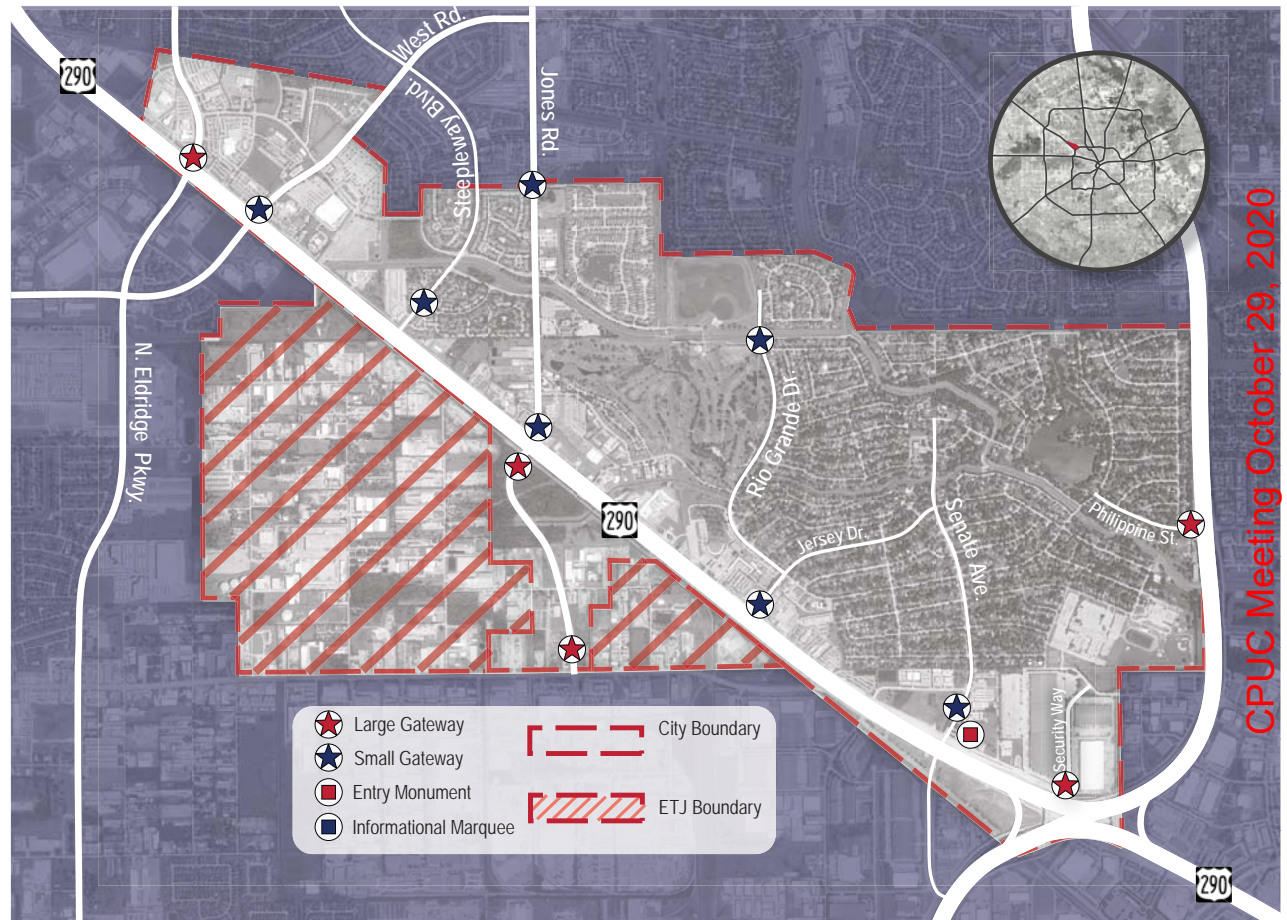 290
West Rd.
Steepleway Blvd.
Jones Rd.
N. Eldridge Pkwy.
290
Rio Grande Dr.
Jersey Dr.
Senate Ave.
Philippine St.
Security Way
290
Large Gateway
Small Gateway
Entry Monument
Informational Marquee
City Boundary
ETJ Boundary
CPUC Meeting October 29, 2020